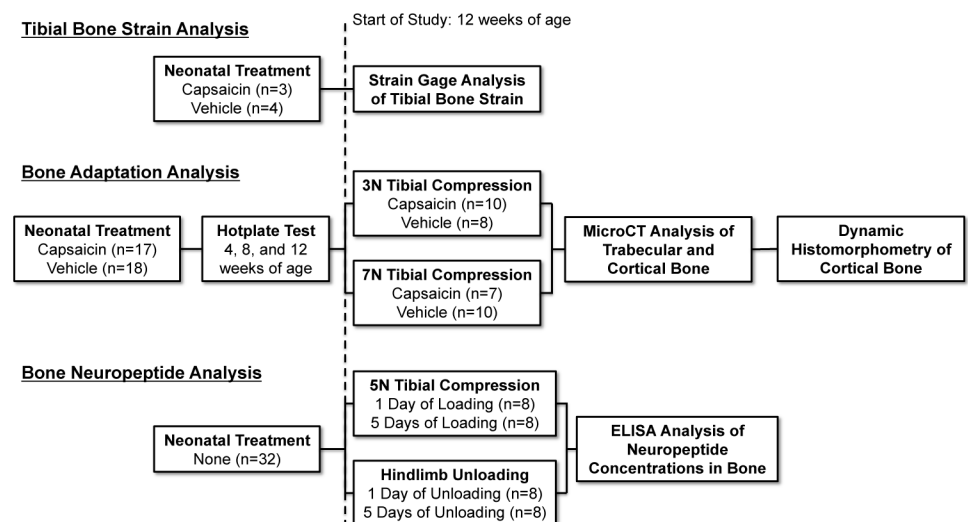 Start of Study: 12 weeks of age
Tibial Bone Strain Analysis
Neonatal Treatment
Capsaicin (n=3)
Vehicle (n=4)
Strain Gage Analysis
of Tibial Bone Strain
Bone Adaptation Analysis
Neonatal Treatment
Capsaicin (n=17)
Vehicle (n=18)
Hotplate Test
4, 8, and 12
weeks of age
3N Tibial Compression
Capsaicin (n=10)
Vehicle (n=8)
7N Tibial Compression
Capsaicin (n=7)
Vehicle (n=10)
MicroCT Analysis of
Trabecular and
Cortical Bone
Dynamic
Histomorphometry of
Cortical Bone
Bone Neuropeptide Analysis
Neonatal Treatment
None (n=32)
5N Tibial Compression
1 Day of Loading (n=8)
5 Days of Loading (n=8)
Hindlimb Unloading
1 Day of Unloading (n=8)
5 Days of Unloading (n=8)
ELISA Analysis of
Neuropeptide
Concentrations in Bone